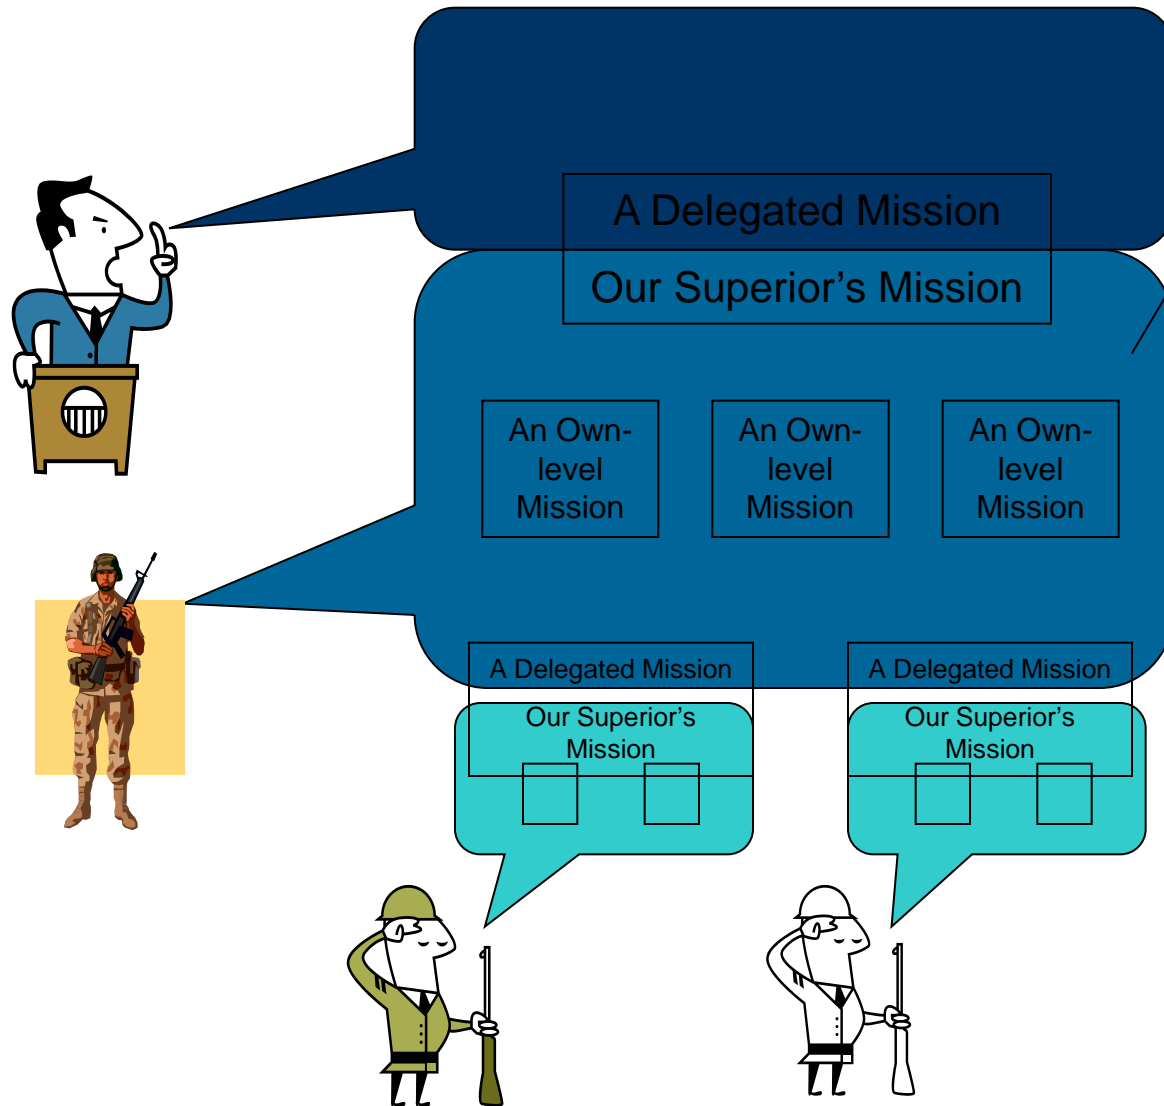 A Delegated Mission
Our Superior’s Mission
An Own-
level
Mission
An Own-
level
Mission
An Own-
level
Mission
A Delegated Mission
Our Superior’s
Mission
A Delegated Mission
Our Superior’s
Mission